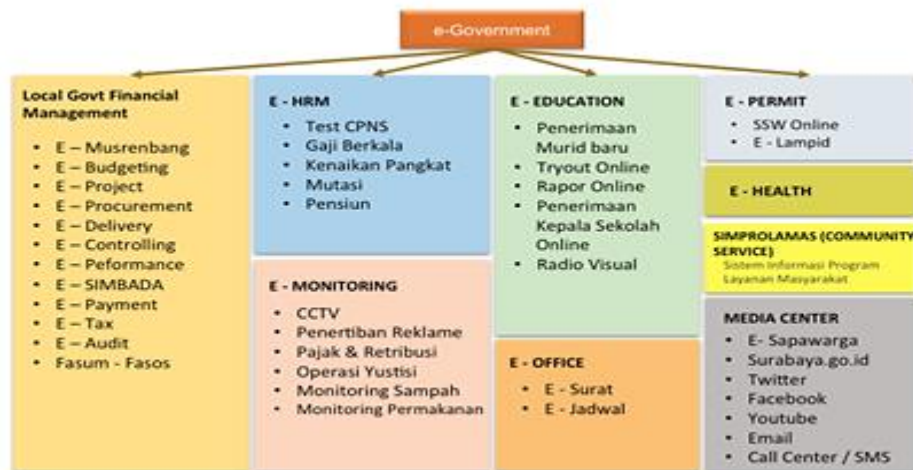 e-Government
Local Govt Financial
Management
• E – Musrenbang
• E – Budgeting
• E – Project
• E – Procurement
• E – Delivery
• E – Controlling
• E – Peformance
• E – SIMBADA
• E – Payment
• E – Tax
• E – Audit
• Fasum - Fasos
E - HRM
• Test CPNS
• Gaji Berkala
• Kenaikan Pangkat
• Mutasi
• Pensiun
E - MONITORING
• CCTV
• Penertiban Reklame
• Pajak & Retribusi
• Operasi Yustisi
• Monitoring Sampah
• Monitoring Permakanan
E - EDUCATION
• Penerimaan
Murid baru
• Tryout Online
• Rapor Online
• Penerimaan
Kepala Sekolah
Online
• Radio Visual
E - OFFICE
• E - Surat
• E - Jadwal
E - PERMIT
• SSW Online
• E - Lampid
E - HEALTH
SIMPROLAMAS (COMMUNITY
SERVICE)
Sistem Informasi Program
Layanan Masyarakat
MEDIA CENTER
• E- Sapawarga
• Surabaya.go.id
• Twitter
• Facebook
• Youtube
• Email
• Call Center / SMS